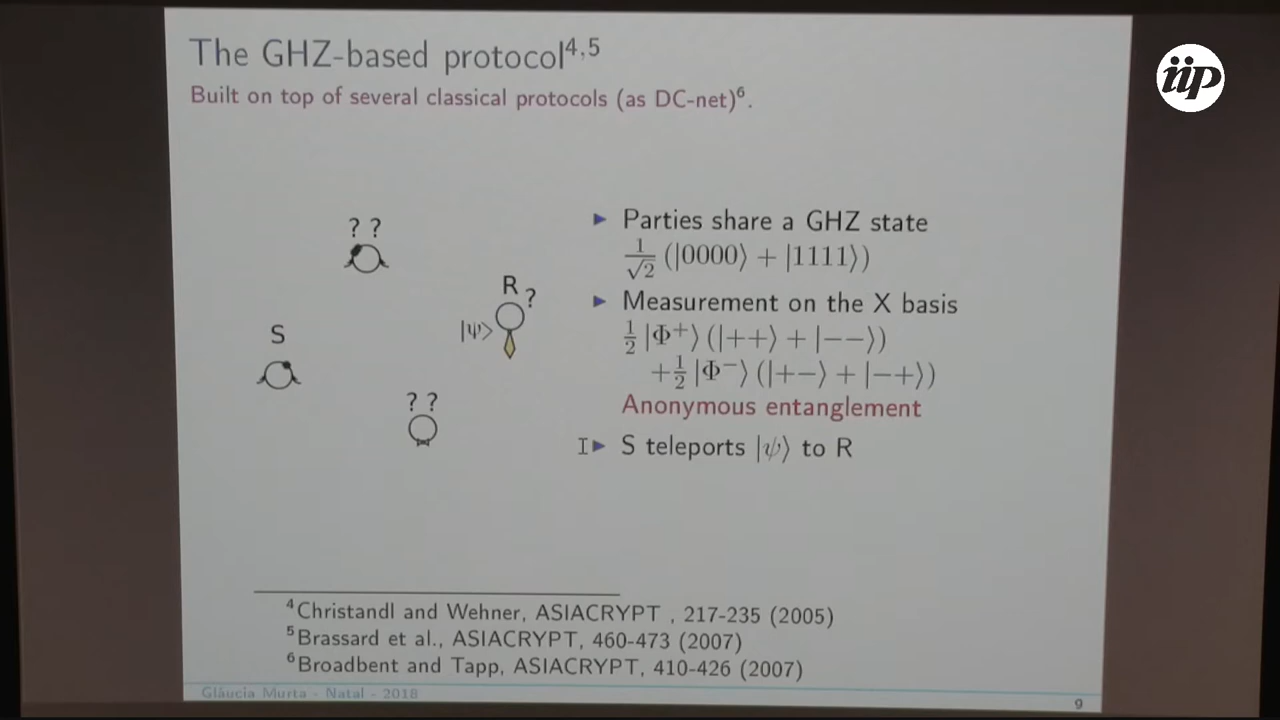 The GHZ-based protocol⁴,⁵
Built on top of several classical protocols (as DC-net)⁶.
iip
? ?
R ?
|ψ>
S
? ?
▶ Parties share a GHZ state
1/√2 (|0000⟩ + |1111⟩)
▶ Measurement on the X basis
1/2 |Φ⁺⟩ (|++⟩ + |−−⟩)
+1/2 |Φ⁻⟩ (|+−⟩ + |−+⟩)
Anonymous entanglement
▶ S teleports |ψ⟩ to R
⁴Christandl and Wehner, ASIACRYPT , 217-235 (2005)
⁵Brassard et al., ASIACRYPT, 460-473 (2007)
⁶Broadbent and Tapp, ASIACRYPT, 410-426 (2007)
Gláucia Murta - Natal - 2018
9